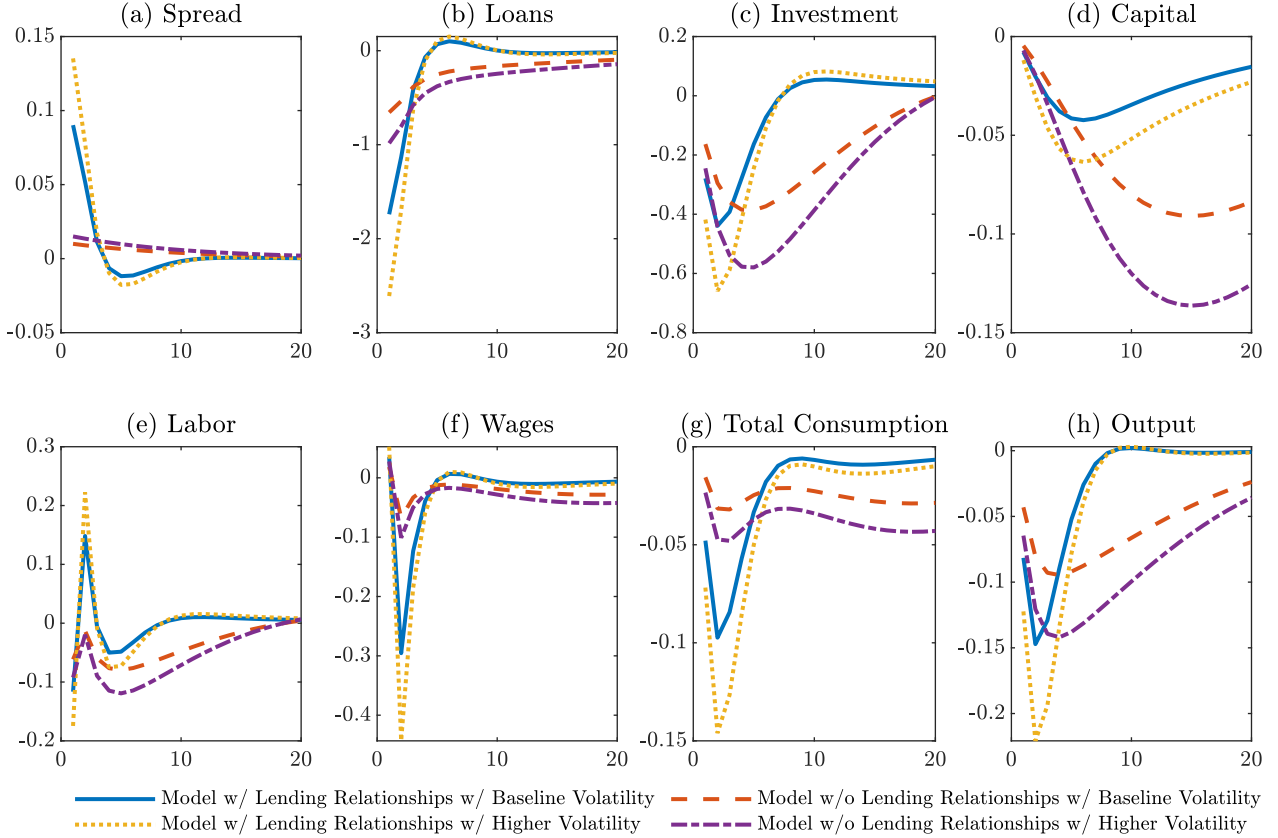 (a) Spread
(b) Loans
(c) Investment
(d) Capital
0.15
0.1
0.05
0
-0.05
0 10 20
0
-1
-2
-3
0 10 20
0.2
0
-0.2
-0.4
-0.6
-0.8
0 10 20
0
-0.05
-0.1
-0.15
0 10 20
(e) Labor
(f) Wages
(g) Total Consumption
(h) Output
0.3
0.2
0.1
0
-0.1
-0.2
0 10 20
0
-0.1
-0.2
-0.3
-0.4
0 10 20
0
-0.05
-0.1
-0.15
0 10 20
0
-0.05
-0.1
-0.15
-0.2
0 10 20
Model w/ Lending Relationships w/ Baseline Volatility
Model w/o Lending Relationships w/ Baseline Volatility
Model w/ Lending Relationships w/ Higher Volatility
Model w/o Lending Relationships w/ Higher Volatility